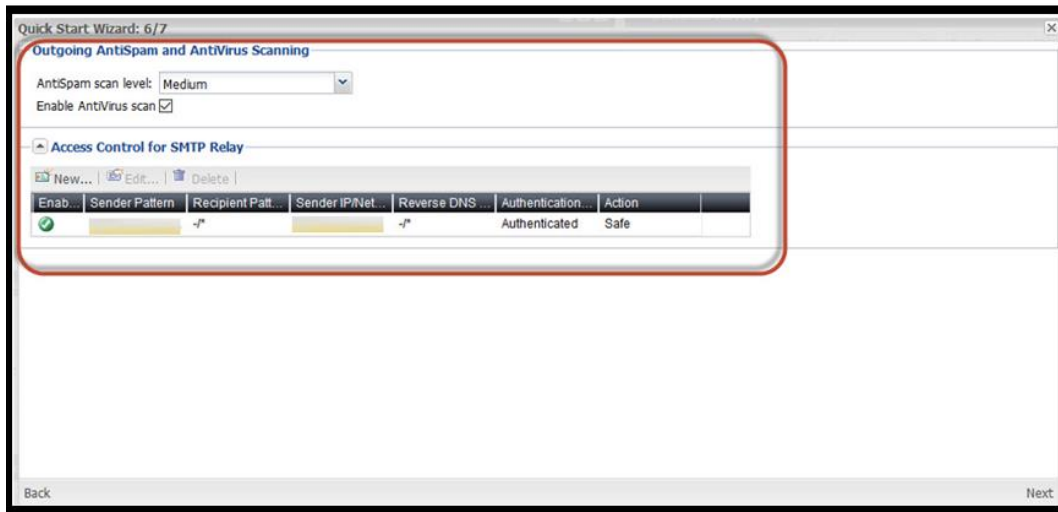 Quick Start Wizard: 6/7
Outgoing AntiSpam and AntiVirus Scanning
AntiSpam scan level: Medium
Enable AntiVirus scan
Access Control for SMTP Relay
New... | Edit... | Delete |
Enab... Sender Pattern Recipient Patt... Sender IP/Net... Reverse DNS ... Authentication... Action
-/* -/* Authenticated Safe
Back Next